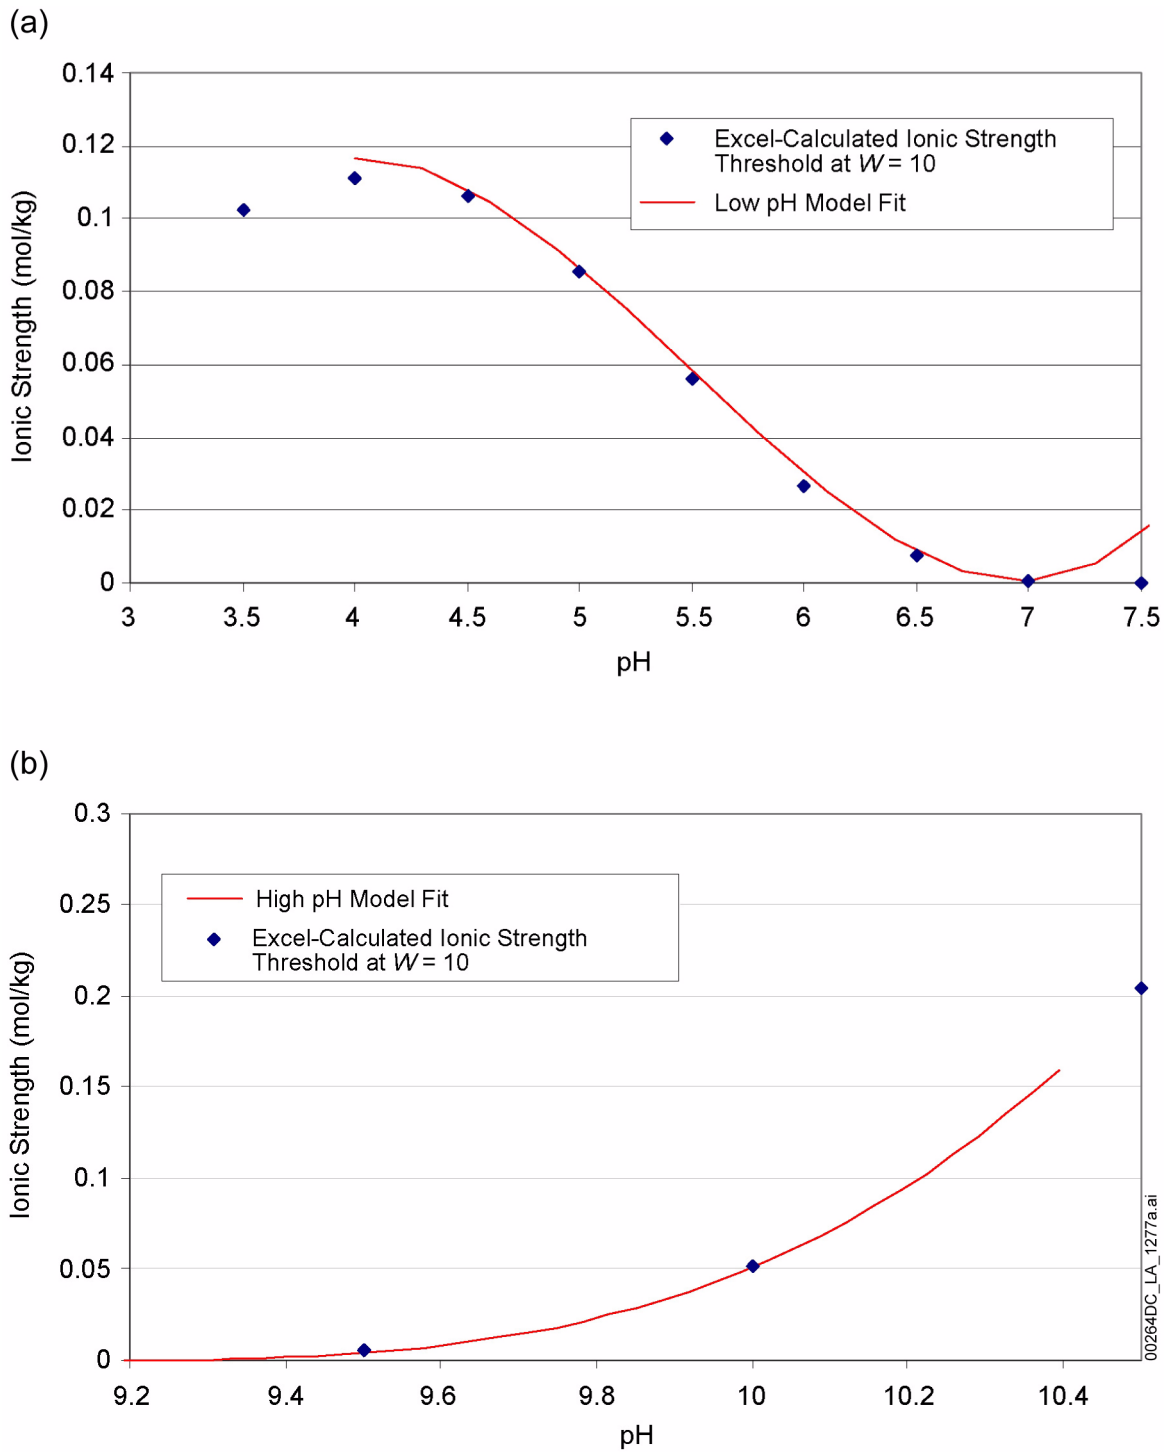 (a)
0.14
0.12
0.1
0.08
0.06
0.04
0.02
0
Ionic Strength (mol/kg)
Excel-Calculated Ionic Strength
Threshold at W = 10
Low pH Model Fit
3 3.5 4 4.5 5 5.5 6 6.5 7 7.5
pH
(b)
0.3
0.25
0.2
0.15
0.1
0.05
0
Ionic Strength (mol/kg)
High pH Model Fit
Excel-Calculated Ionic Strength
Threshold at W = 10
9.2 9.4 9.6 9.8 10 10.2 10.4
pH
00264DC_LA_1277a.ai